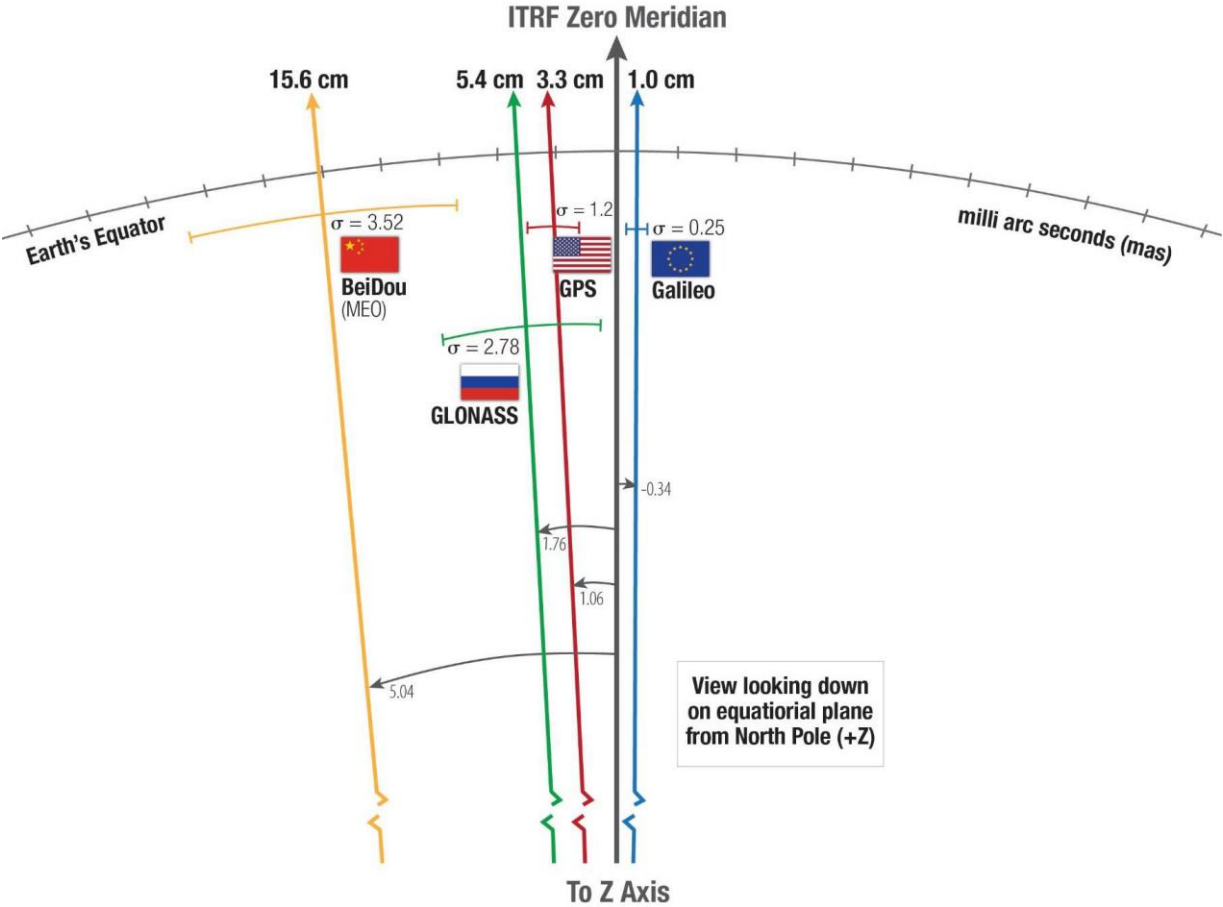 ITRF Zero Meridian
15.6 cm
5.4 cm
3.3 cm
1.0 cm
Earth's Equator
milli arc seconds (mas)
σ = 3.52
BeiDou
(MEO)
σ = 1.2
GPS
σ = 0.25
Galileo
σ = 2.78
GLONASS
-0.34
1.76
1.06
5.04
View looking down
on equatiorial plane
from North Pole (+Z)
To Z Axis